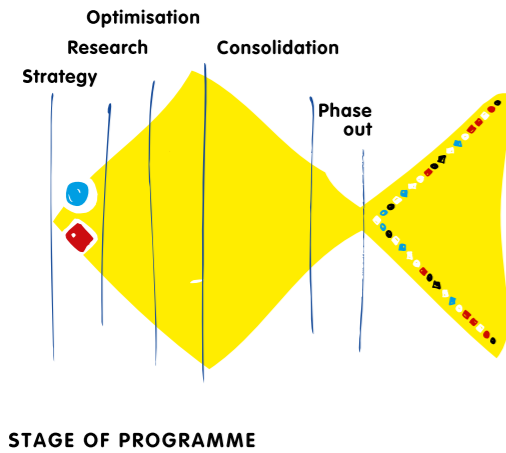 Optimisation
Research
Consolidation
Strategy
Phase
out
STAGE OF PROGRAMME